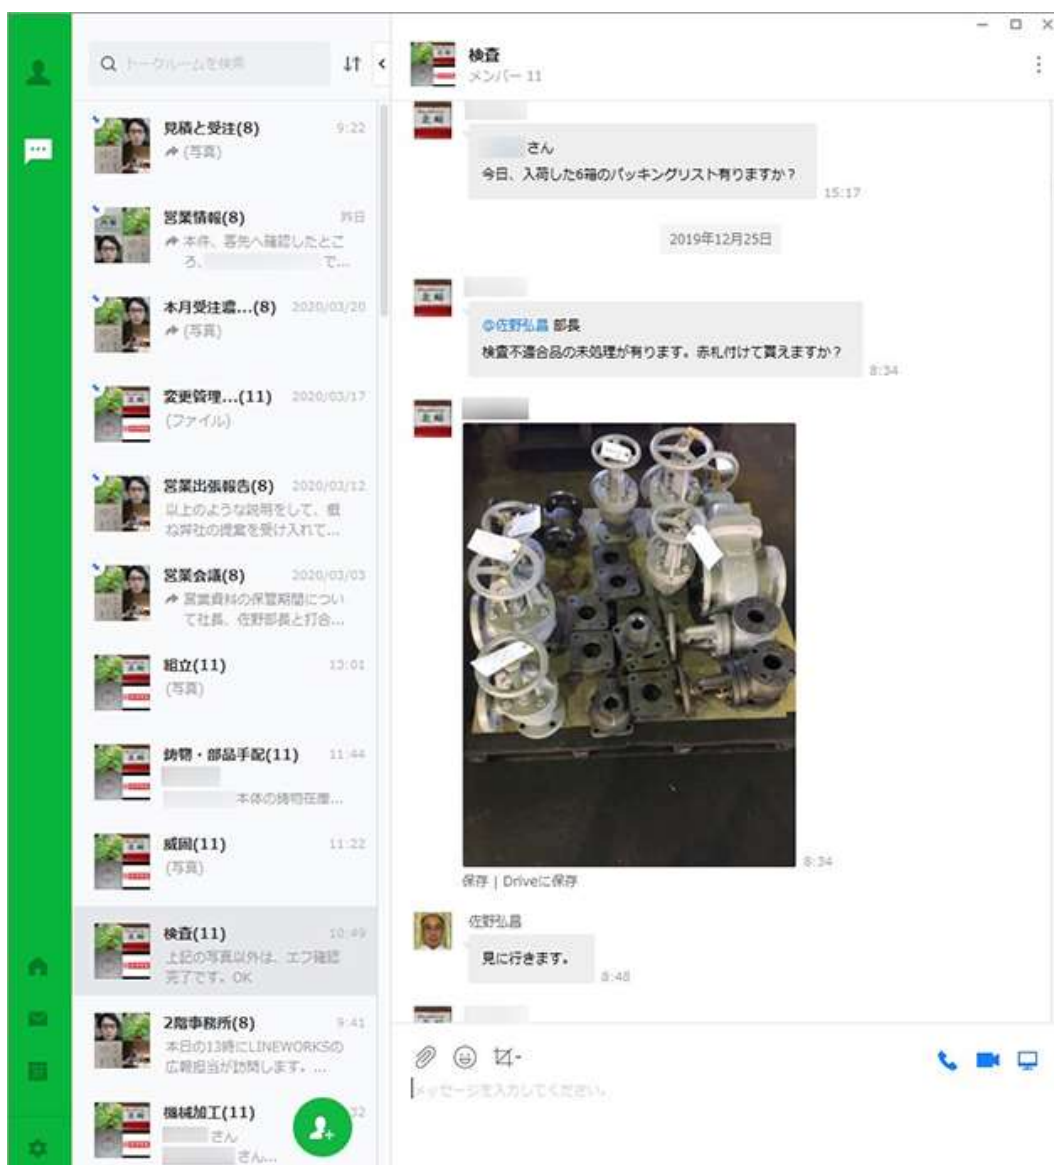 トークルームを検索
見積と受注(8)
9:22
(写真)
営業情報(8)
昨日
本件、客先へ確認したとこ
ろ、
で...
本月受注濃...(8)
2020/03/20
(写真)
変更管理...(11)
2020/03/17
(ファイル)
営業出張報告(8)
2020/03/12
以上のような説明をして、概
ね弊社の提案を受け入れて...
営業会議(8)
2020/03/03
営業資料の保管期間につい
て社長、佐野部長と打合...
組立(11)
13:01
(写真)
鋳物・部品手配(11)
11:44
本体の鋳物在庫...
威固(11)
11:22
(写真)
検査(11)
10:49
上記の写真以外は、エフ確認
完了です。OK
2階事務所(8)
9:41
本日の13時にLINEWORKSの
広報担当が訪問します。...
機械加工(11)
さん
さん...
検査
メンバー 11
さん
今日、入荷した6箱のパッキングリスト有りますか?
15:17
2019年12月25日
@佐野弘昌 部長
検査不適合品の未処理が有ります。赤札付けて貰えますか?
8:34
8:34
保存 | Driveに保存
佐野弘昌
見に行きます。
8:48
メッセージを入力してください。